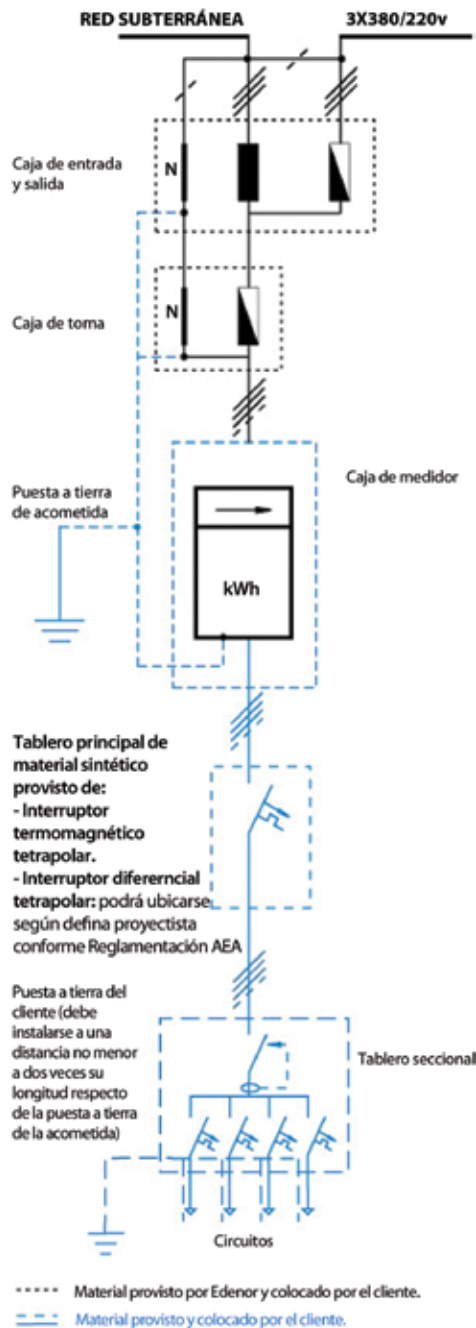 RED SUBTERRÁNEA
3X380/220v
Caja de entrada
y salida
N
Caja de toma
N
Caja de medidor
Puesta a tierra
de acometida
kWh
Tablero principal de
material sintético
provisto de:
- Interruptor
termomagnético
tetrapolar.
- Interruptor difererncial
tetrapolar: podrá ubicarse
según defina proyectista
conforme Reglamentación AEA
Puesta a tierra del
cliente (debe
instalarse a una
distancia no menor
a dos veces su
longitud respecto
de la puesta a tierra
de la acometida)
Tablero seccional
Circuitos
Material provisto por Edenor y colocado por el cliente.
Material provisto y colocado por el cliente.